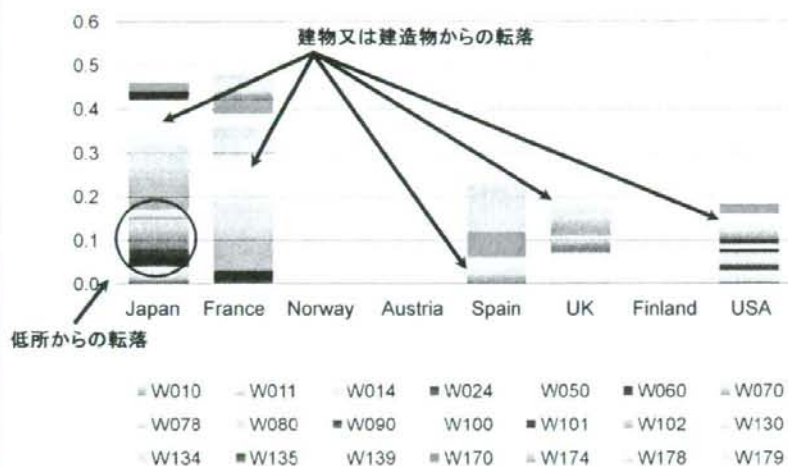 0.6
建物又は建造物からの転落
0.5
0.4
0.3
0.2
0.1
0.0
Japan France Norway Austria Spain UK Finland USA
低所からの転落
W010 W011 W014 W024 W050 W060 W070
W078 W080 W090 W100 W101 W102 W130
W134 W135 W139 W170 W174 W178 W179